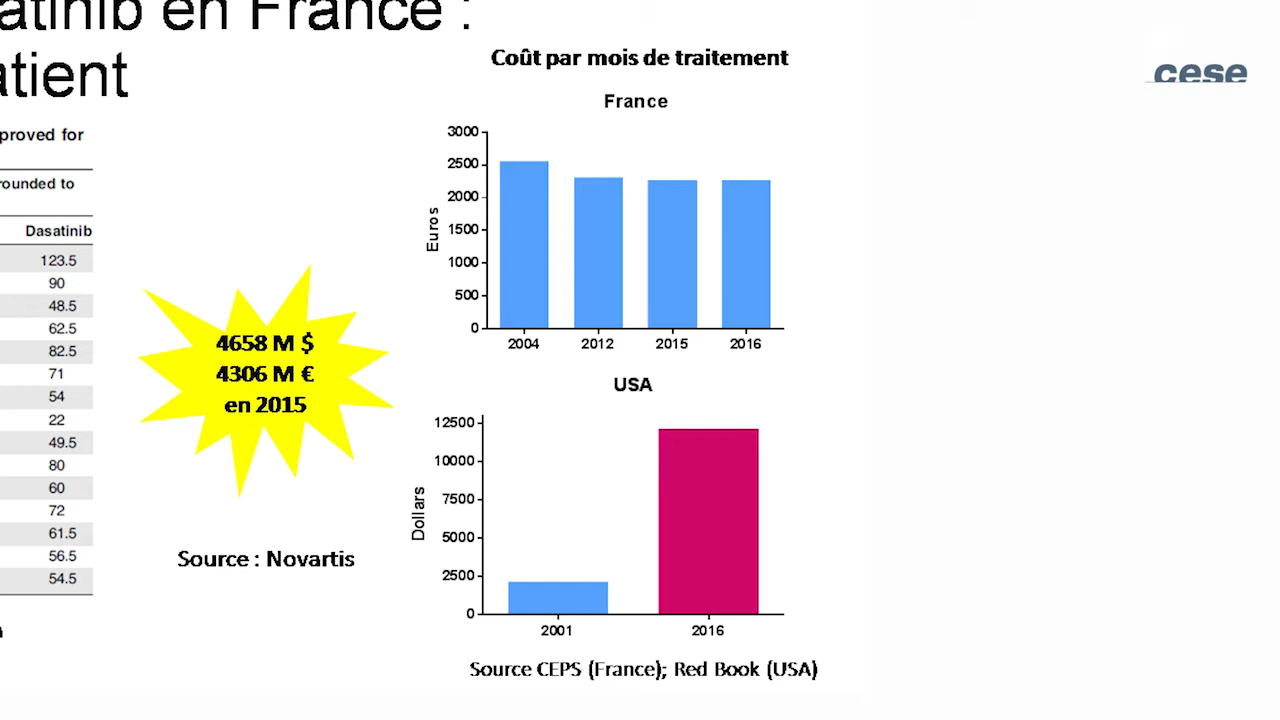 atinib en France :
atient
proved for
rounded to
Dasatinib
123.5
90
48.5
62.5
82.5
71
54
22
49.5
80
60
72
61.5
56.5
54.5
4658 M $
4306 M €
en 2015
Source : Novartis
Coût par mois de traitement
France
Euros
3000
2500
2000
1500
1000
500
0
2004 2012 2015 2016
USA
Dollars
12500
10000
7500
5000
2500
0
2001 2016
Source CEPS (France); Red Book (USA)
cese